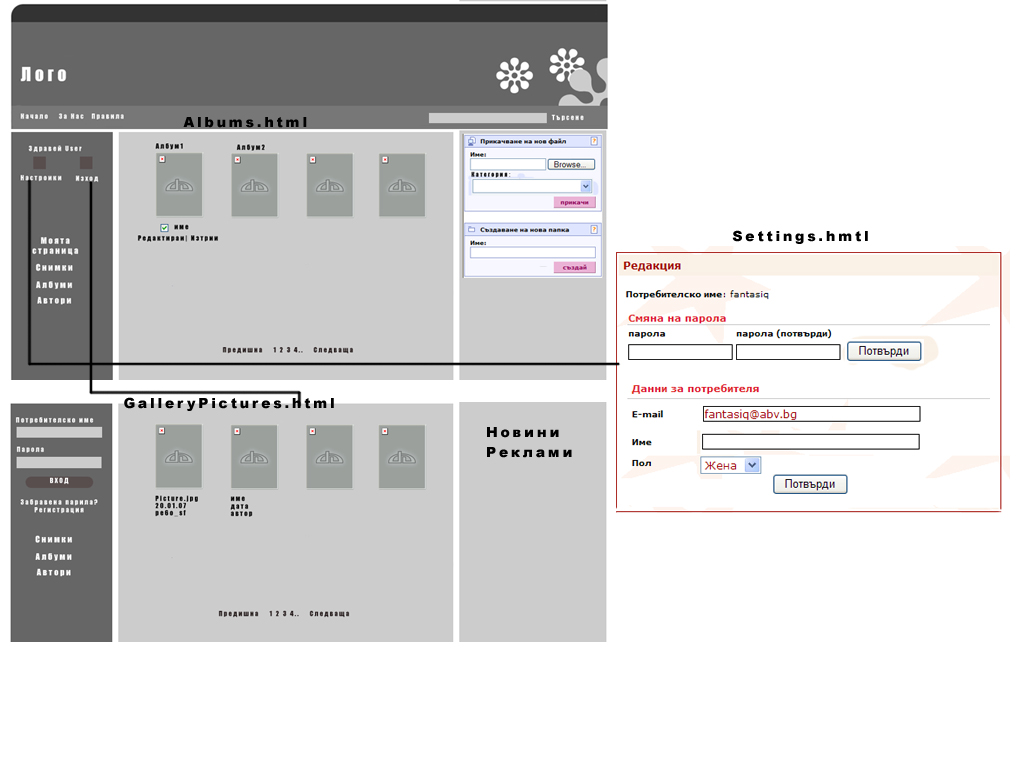 Лого
Начало За Нас Правила
Търсене
Albums.html
Здравей User
Настройки Изход
Моята
страница
Снимки
Албуми
Автори
Албум1 Албум2
име
Редактирай| Изтрий
Предишна 1 2 3 4.. Следваща
Прикачване на нов файл
Име:
Browse...
Категория:
прикачи
Създаване на нова папка
Име:
създай
Settings.hmtl
Редакция
Потребителско име: fantasiq
Смяна на парола
парола парола (потвърди)
Потвърди
Данни за потребителя
E-mail fantasiq@abv.bg
Име
Пол Жена
Потвърди
GalleryPictures.html
Потребителско име
Парола
ВХОД
Забравена парила?
Регистрация
Снимки
Албуми
Автори
Picture.jpg име
20.01.07 дата
ребо_sf автор
Предишна 1 2 3 4.. Следваща
Новини
Реклами